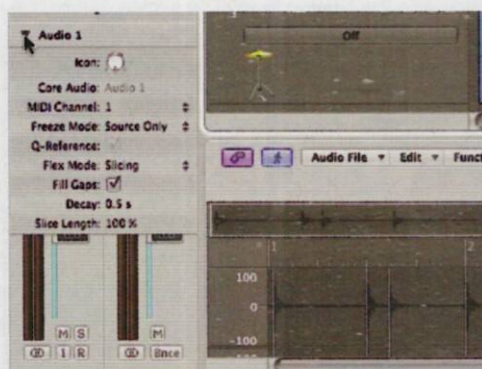 Audio 1
Icon:
Core Audio: Audio 1
MIDI Channel: 1
Freeze Mode: Source Only
Q-Reference:
Flex Mode: Slicing
Fill Gaps:
Decay: 0.5 s
Slice Length: 100 %
M S
M
1 R
Bnce
Off
Audio File Edit Funct
1 2
100
0
-100